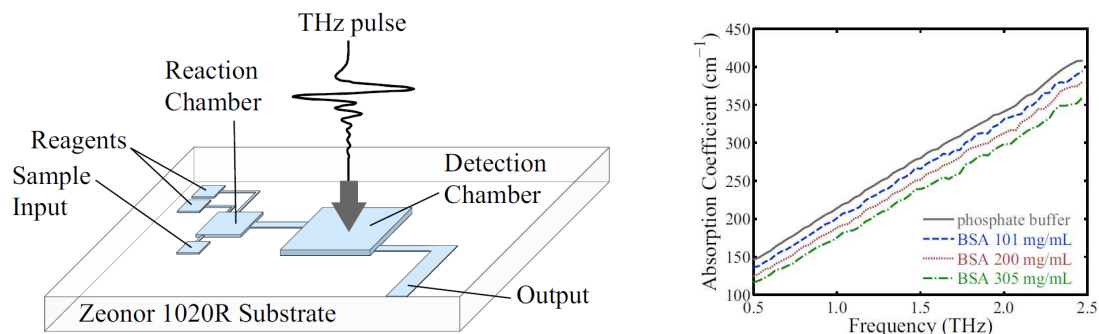 THz pulse
Reaction
Chamber
Reagents
Sample
Input
Detection
Chamber
Output
Zeonor 1020R Substrate
Absorption Coefficient (cm⁻¹)
450
400
350
300
250
200
150
100
phosphate buffer
BSA 101 mg/mL
BSA 200 mg/mL
BSA 305 mg/mL
0.5 1.0 1.5 2.0 2.5
Frequency (THz)